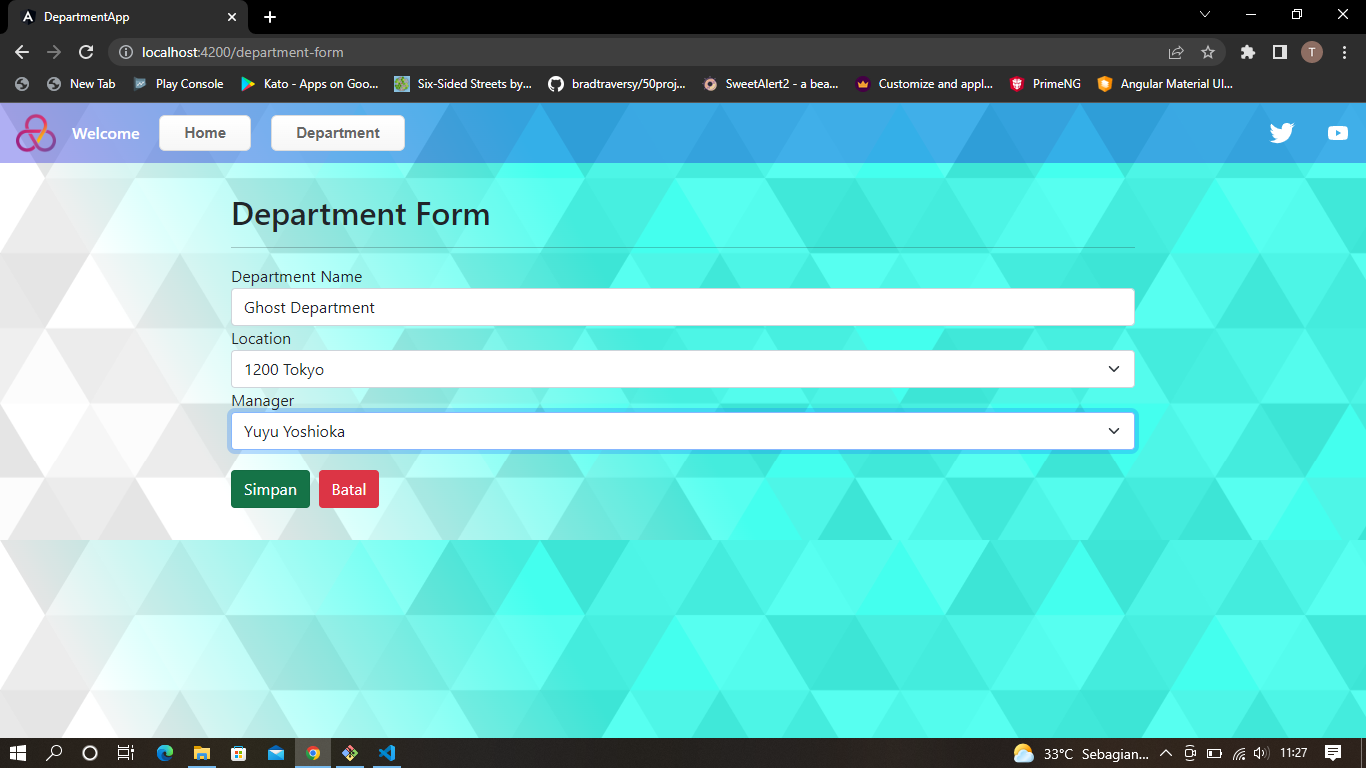 DepartmentApp
localhost:4200/department-form
T
New Tab
Play Console
Kato - Apps on Goo...
Six-Sided Streets by...
bradtraversy/50proj...
SweetAlert2 - a bea...
Customize and appl...
PrimeNG
Angular Material UI...
Welcome
Home
Department
Department Form
Department Name
Ghost Department
Location
1200 Tokyo
Manager
Yuyu Yoshioka
Simpan
Batal
33°C Sebagian...
11:27